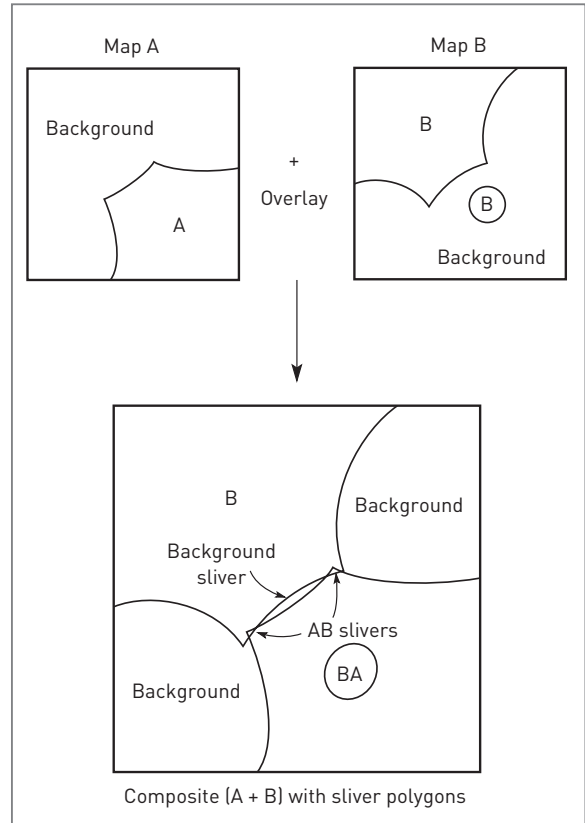 Map A
Map B
Background
A
+
Overlay
B
B
Background
B
Background
Background
sliver
AB slivers
Background
BA
Composite (A + B) with sliver polygons